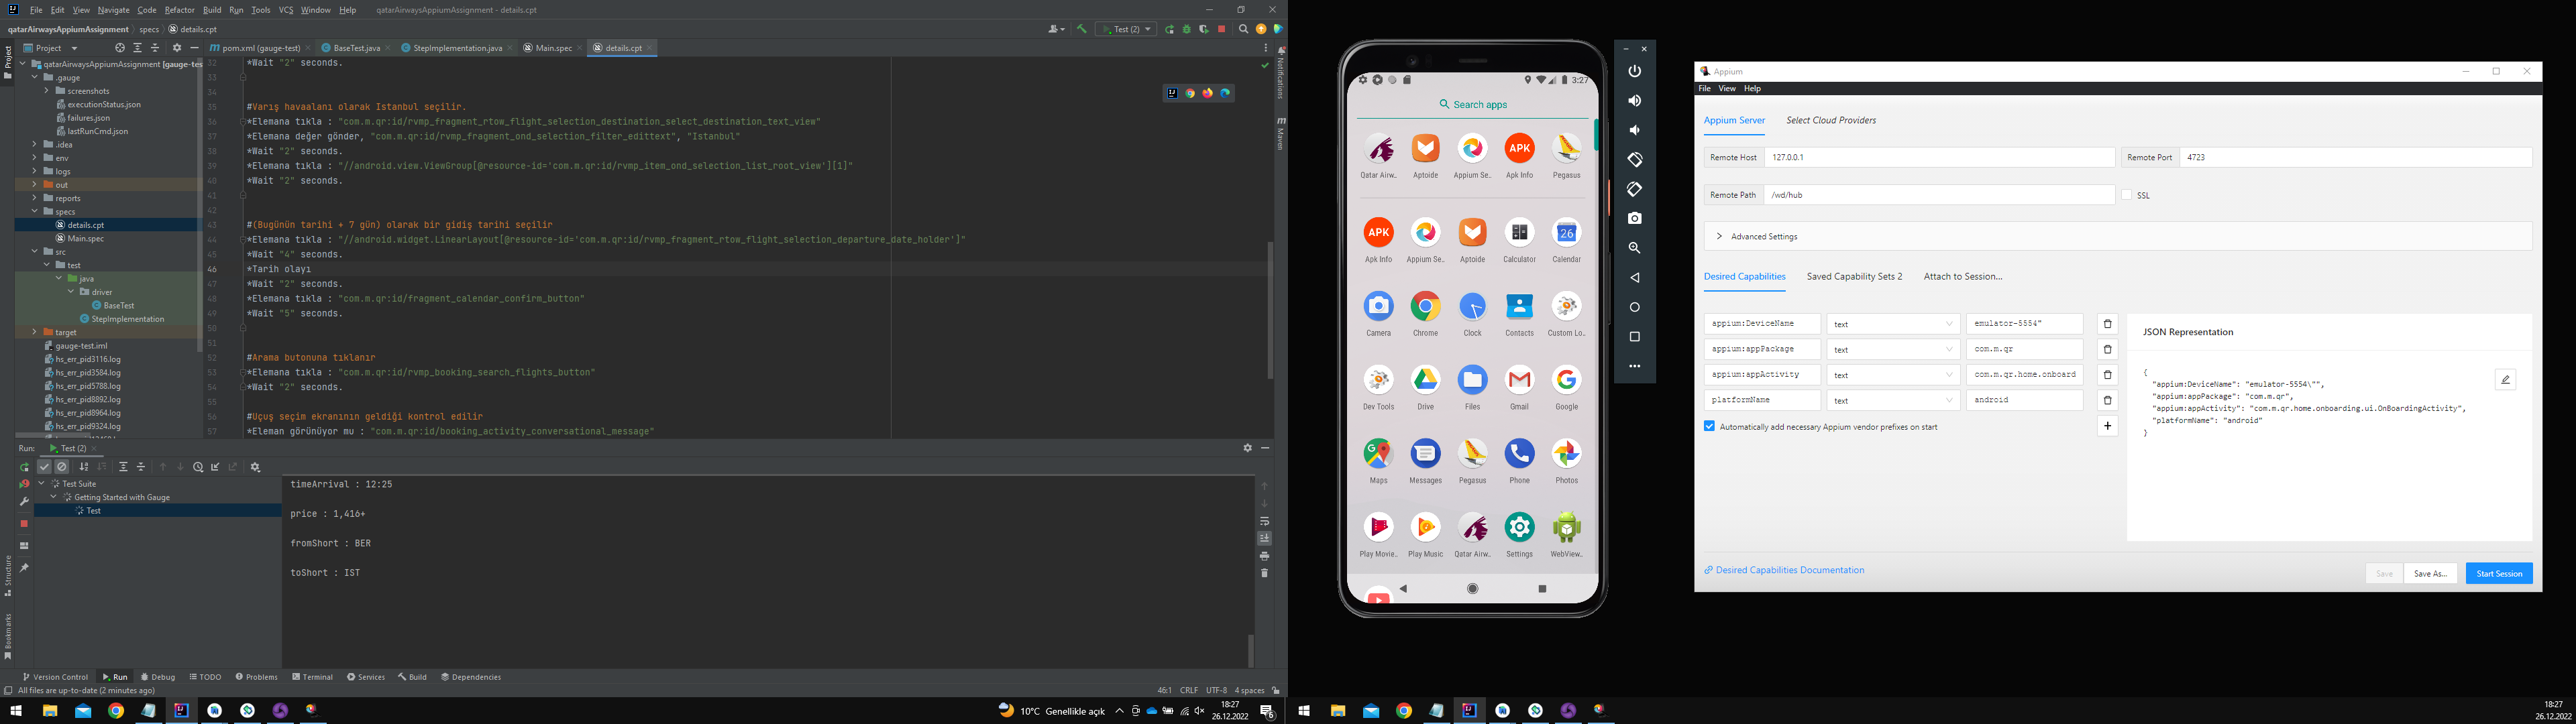 File Edit View Navigate Code Refactor Build Run Tools VCS Window Help qatarAirwaysAppiumAssignment - details.cpt
qatarAirwaysAppiumAssignment specs details.cpt
Test (2)
Project
pom.xml (gauge-test) BaseTest.java StepImplementation.java Main.spec details.cpt
qatarAirwaysAppiumAssignment [gauge-tes
.gauge
screenshots
executionStatus.json
failures.json
lastRunCmd.json
.idea
env
logs
out
reports
specs
details.cpt
Main.spec
src
test
java
driver
BaseTest
StepImplementation
target
gauge-test.iml
hs_err_pid3116.log
hs_err_pid3584.log
hs_err_pid5788.log
hs_err_pid8892.log
hs_err_pid8964.log
hs_err_pid9324.log
32 *Wait "2" seconds.
33
34
35 #Varış havaalanı olarak Istanbul seçilir.
36 *Elemana tıkla : "com.m.qr:id/rvmp_fragment_rtow_flight_selection_destination_select_destination_text_view"
37 *Elemana değer gönder, "com.m.qr:id/rvmp_fragment_ond_selection_filter_edittext", "Istanbul"
38 *Wait "2" seconds.
39 *Elemana tıkla : "//android.view.ViewGroup[@resource-id='com.m.qr:id/rvmp_item_ond_selection_list_root_view'][1]"
40 *Wait "2" seconds.
41
42
43 #(Bugünün tarihi + 7 gün) olarak bir gidiş tarihi seçilir
44 *Elemana tıkla : "//android.widget.LinearLayout[@resource-id='com.m.qr:id/rvmp_fragment_rtow_flight_selection_departure_date_holder']"
45 *Wait "4" seconds.
46 *Tarih olayı
47 *Wait "2" seconds.
48 *Elemana tıkla : "com.m.qr:id/fragment_calendar_confirm_button"
49 *Wait "5" seconds.
50
51
52 #Arama butonuna tıklanır
53 *Elemana tıkla : "com.m.qr:id/rvmp_booking_search_flights_button"
54 *Wait "2" seconds.
55
56 #Uçuş seçim ekranının geldiği kontrol edilir
57 *Eleman görünüyor mu : "com.m.qr:id/booking_activity_conversational_message"
Project
Structure
Bookmarks
Notifications
Maven
Run: Test (2)
Test Suite
Getting Started with Gauge
Test
timeArrival : 12:25
price : 1,416+
fromShort : BER
toShort : IST
Version Control Run Debug TODO Problems Terminal Services Build Dependencies
All files are up-to-date (2 minutes ago)
46:1 CRLF UTF-8 4 spaces
10°C Genellikle açık
18:27
26.12.2022
6
3:27
Search apps
APK
Qatar Airw.. Aptoide Appium Se.. Apk Info Pegasus
APK
26
Apk Info Appium Se.. Aptoide Calculator Calendar
Camera Chrome Clock Contacts Custom Lo..
Dev Tools Drive Files Gmail Google
Maps Messages Pegasus Phone Photos
Play Movie.. Play Music Qatar Airw.. Settings WebView..
Appium
File View Help
Appium Server Select Cloud Providers
Remote Host 127.0.0.1 Remote Port 4723
Remote Path /wd/hub SSL
Advanced Settings
Desired Capabilities Saved Capability Sets 2 Attach to Session...
appium:DeviceName text emulator-5554"
appium:appPackage text com.m.qr
appium:appActivity text com.m.qr.home.onboard
platformName text android
Automatically add necessary Appium vendor prefixes on start
JSON Representation
{
"appium:DeviceName": "emulator-5554\"",
"appium:appPackage": "com.m.qr",
"appium:appActivity": "com.m.qr.home.onboarding.ui.OnBoardingActivity",
"platformName": "android"
}
Desired Capabilities Documentation
Save Save As... Start Session
18:27
26.12.2022